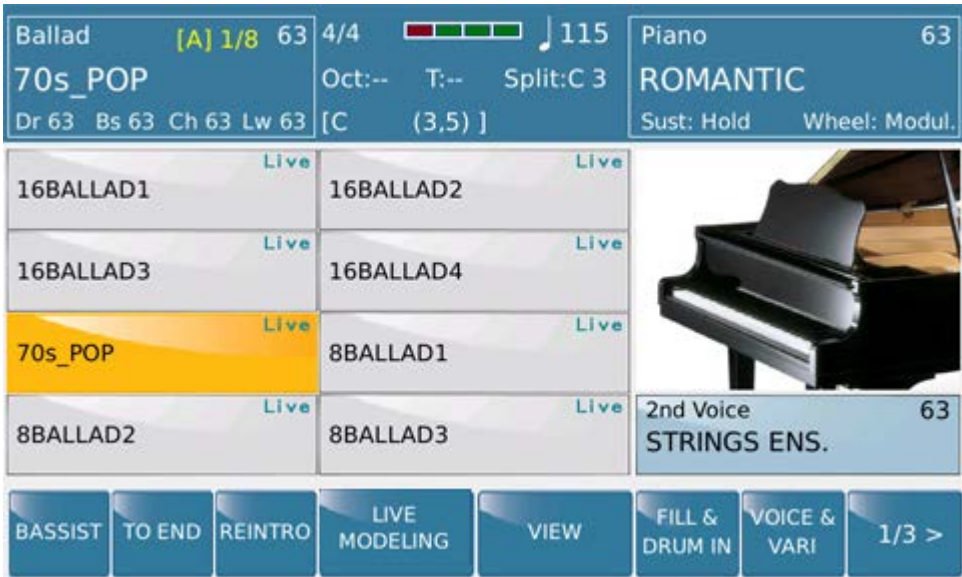 Ballad [A] 1/8 63
70s_POP
Dr 63 Bs 63 Ch 63 Lw 63
4/4 115
Oct:-- T:-- Split:C 3
[C (3,5) ]
Piano 63
ROMANTIC
Sust: Hold Wheel: Modul.
Live
16BALLAD1
Live
16BALLAD2
Live
16BALLAD3
Live
16BALLAD4
Live
70s_POP
Live
8BALLAD1
Live
8BALLAD2
Live
8BALLAD3
2nd Voice 63
STRINGS ENS.
BASSIST
TO END
REINTRO
LIVE
MODELING
VIEW
FILL &
DRUM IN
VOICE &
VARI
1/3 >